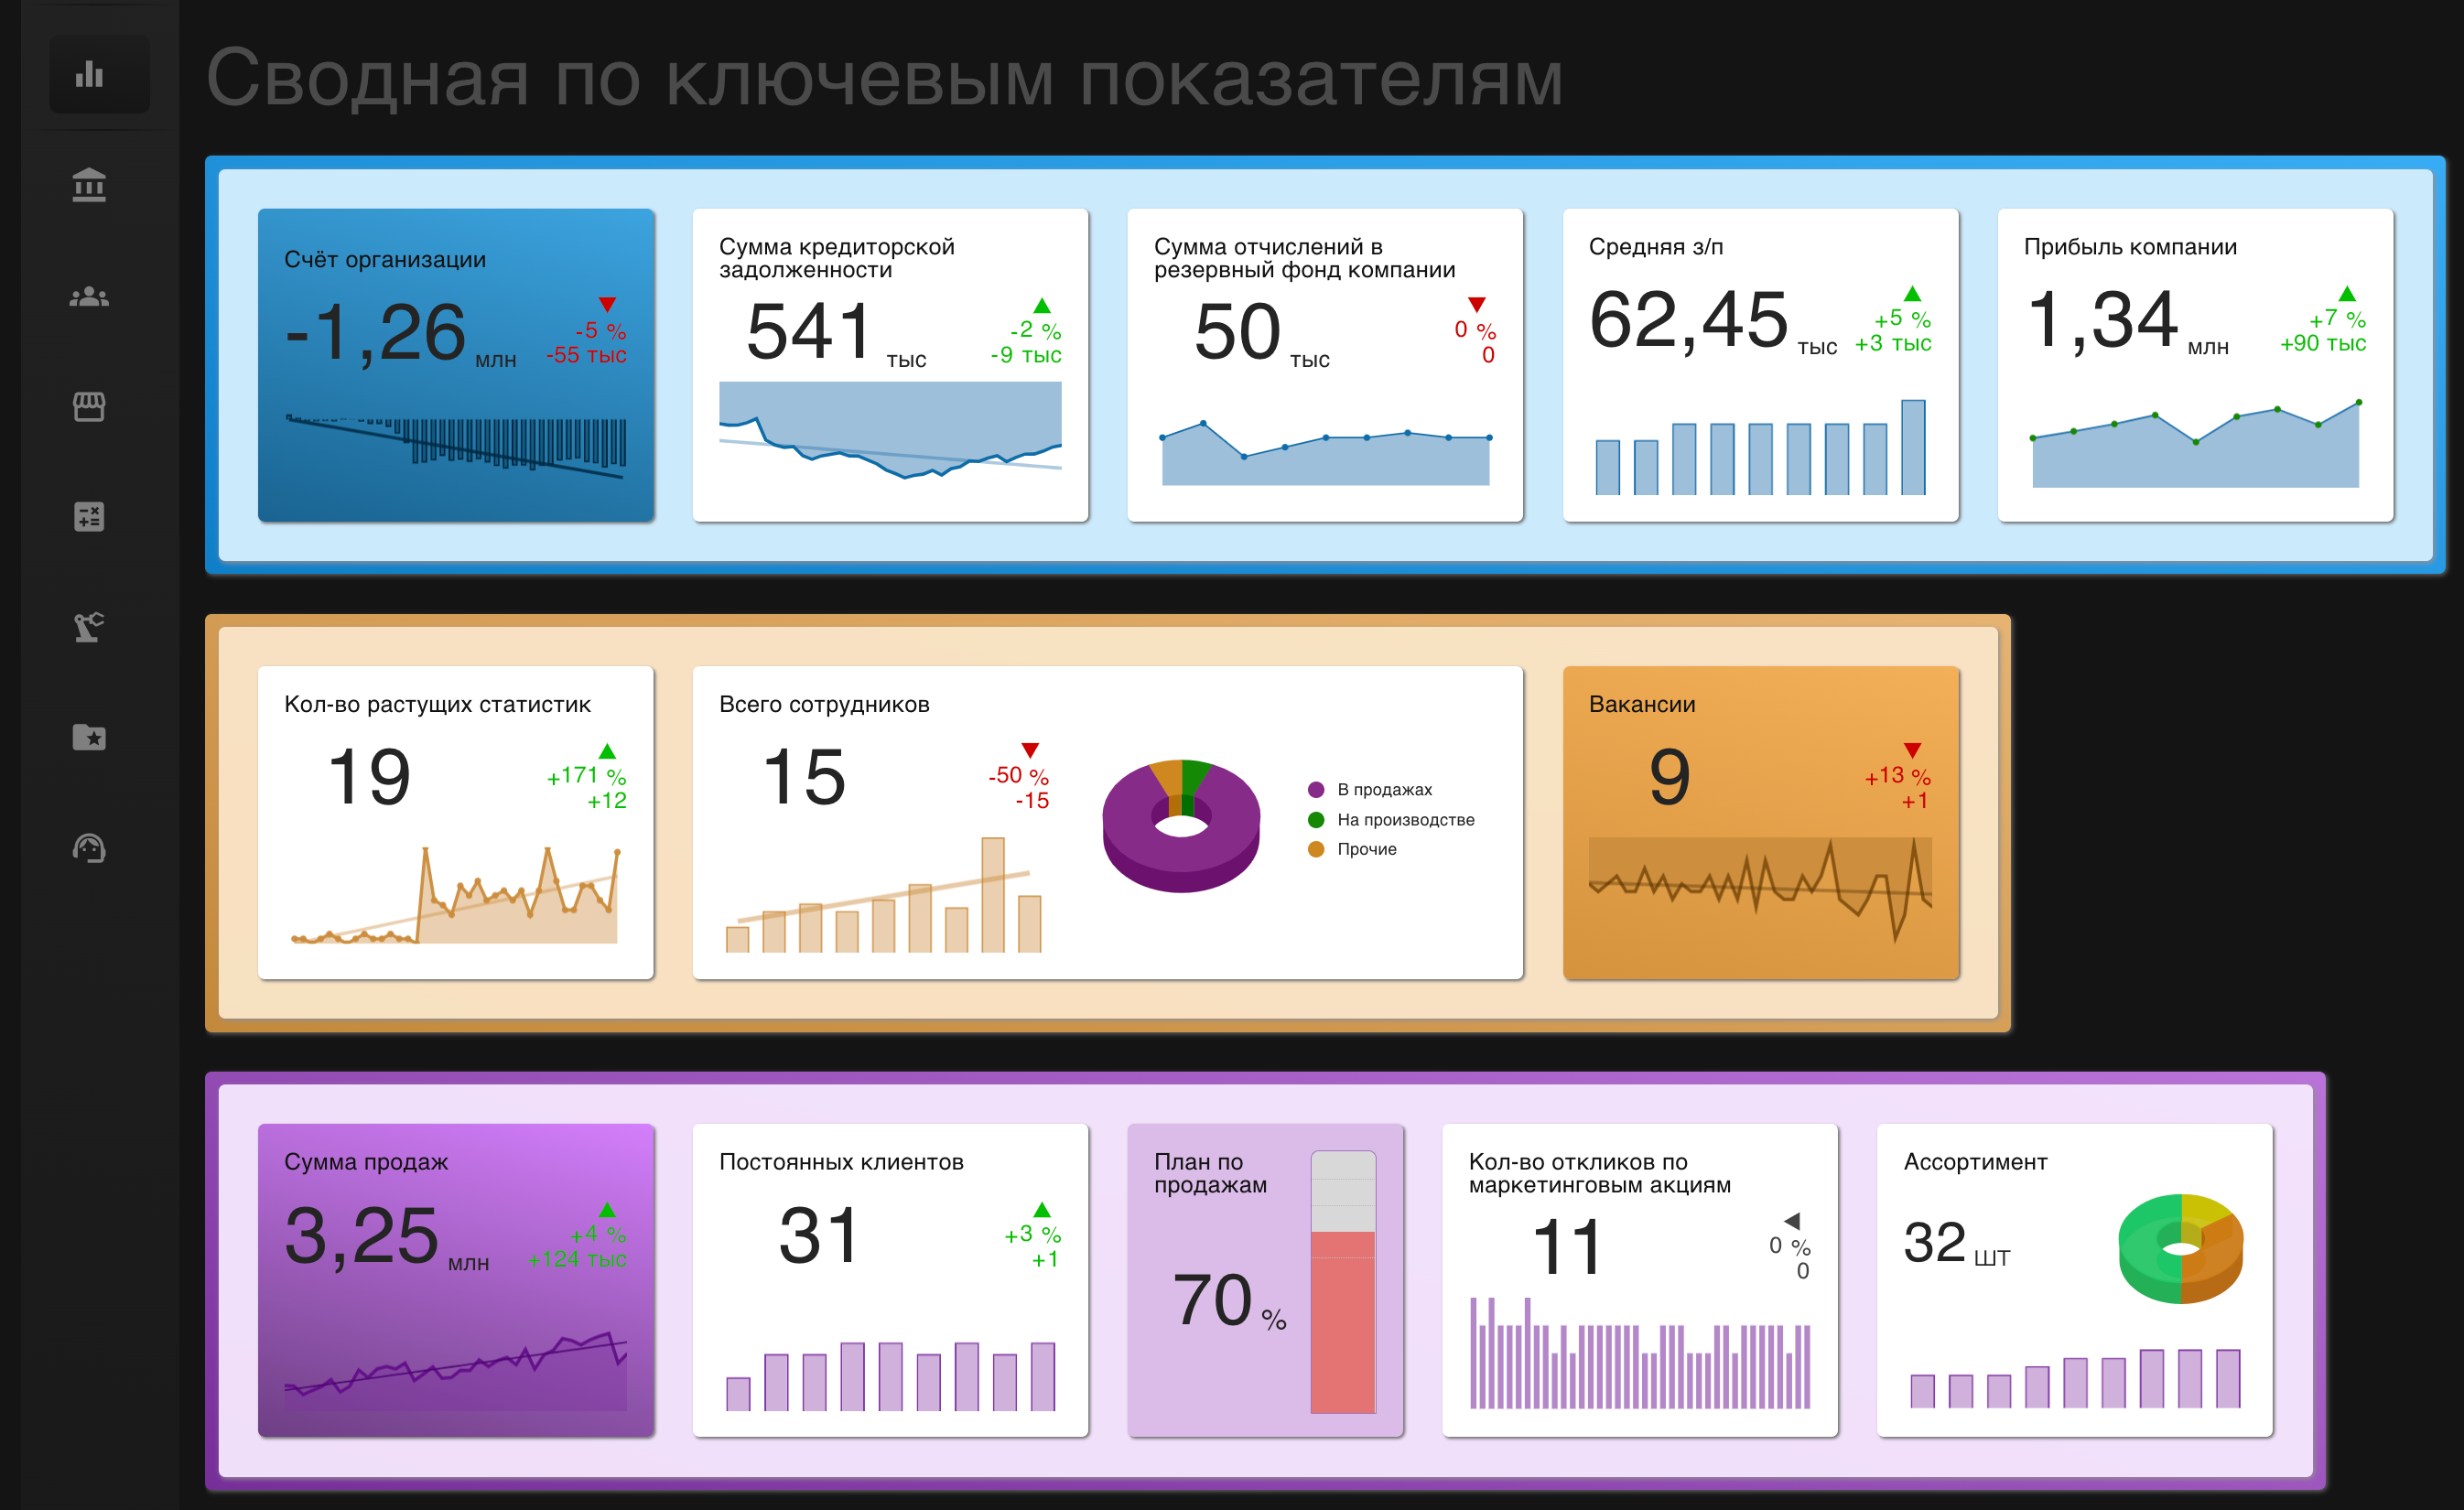 Сводная по ключевым показателям
Счёт организации
-1,26 млн
-5 %
-55 тыс
Сумма кредиторской
задолженности
541 тыс
-2 %
-9 тыс
Сумма отчислений в
резервный фонд компании
50 тыс
0 %
0
Средняя з/п
62,45 тыс
+5 %
+3 тыс
Прибыль компании
1,34 млн
+7 %
+90 тыс
Кол-во растущих статистик
19
+171 %
+12
Всего сотрудников
15
-50 %
-15
В продажах
На производстве
Прочие
Вакансии
9
+13 %
+1
Сумма продаж
3,25 млн
+4 %
+124 тыс
Постоянных клиентов
31
+3 %
+1
План по
продажам
70 %
Кол-во откликов по
маркетинговым акциям
11
0 %
0
Ассортимент
32 шт